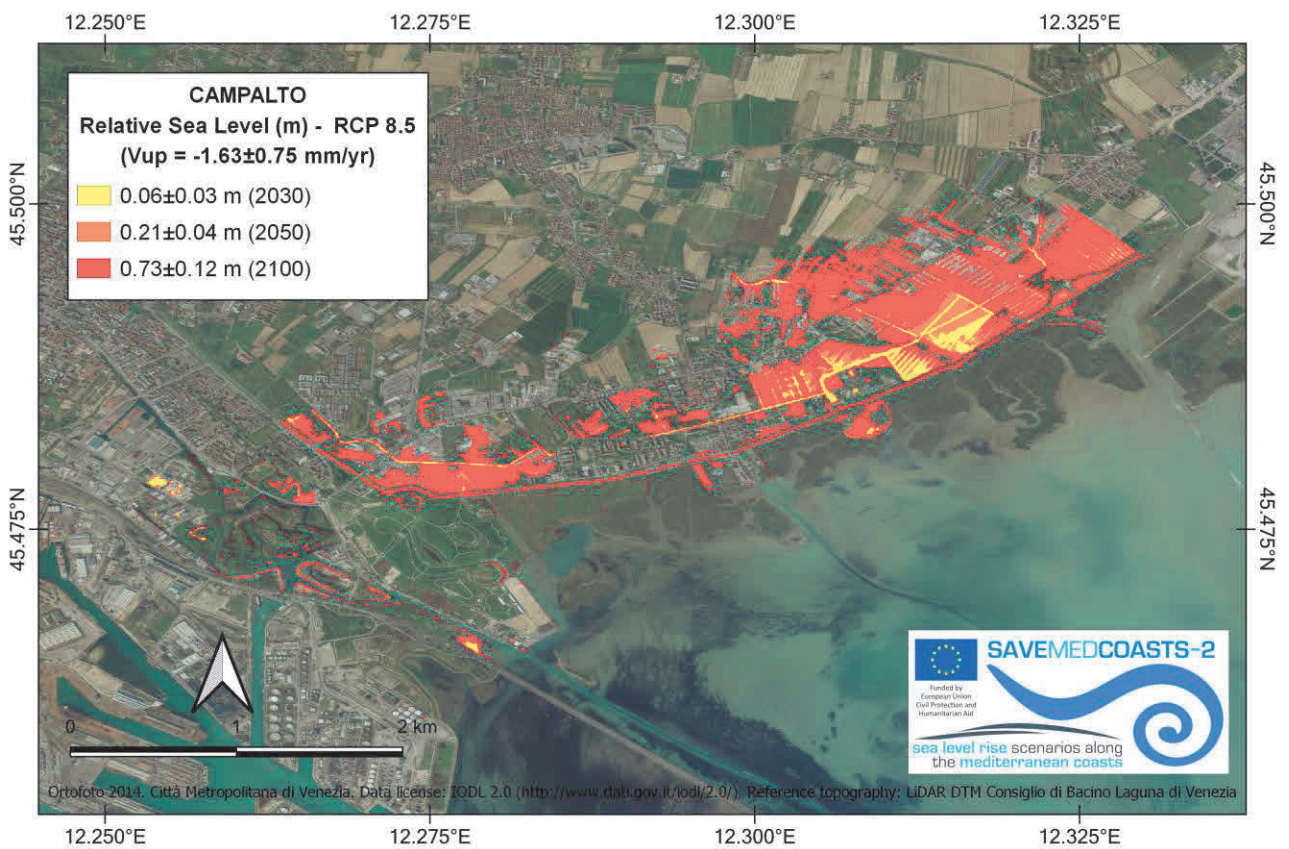 12.250°E 12.275°E 12.300°E 12.325°E
CAMPALTO
Relative Sea Level (m) - RCP 8.5
(Vup = -1.63±0.75 mm/yr)
0.06±0.03 m (2030)
0.21±0.04 m (2050)
0.73±0.12 m (2100)
45.500°N
45.500°N
45.475°N
45.475°N
0 1 2 km
SAVEMEDCOASTS-2
Funded by
European Union
Civil Protection and
Humanitarian Aid
sea level rise scenarios along
the mediterranean coasts
Ortofoto 2014. Città Metropolitana di Venezia. Data license: IODL 2.0 (http://www.dati.gov.it/iodl/2.0/) Reference topography: LiDAR DTM Consiglio di Bacino Laguna di Venezia
12.250°E 12.275°E 12.300°E 12.325°E